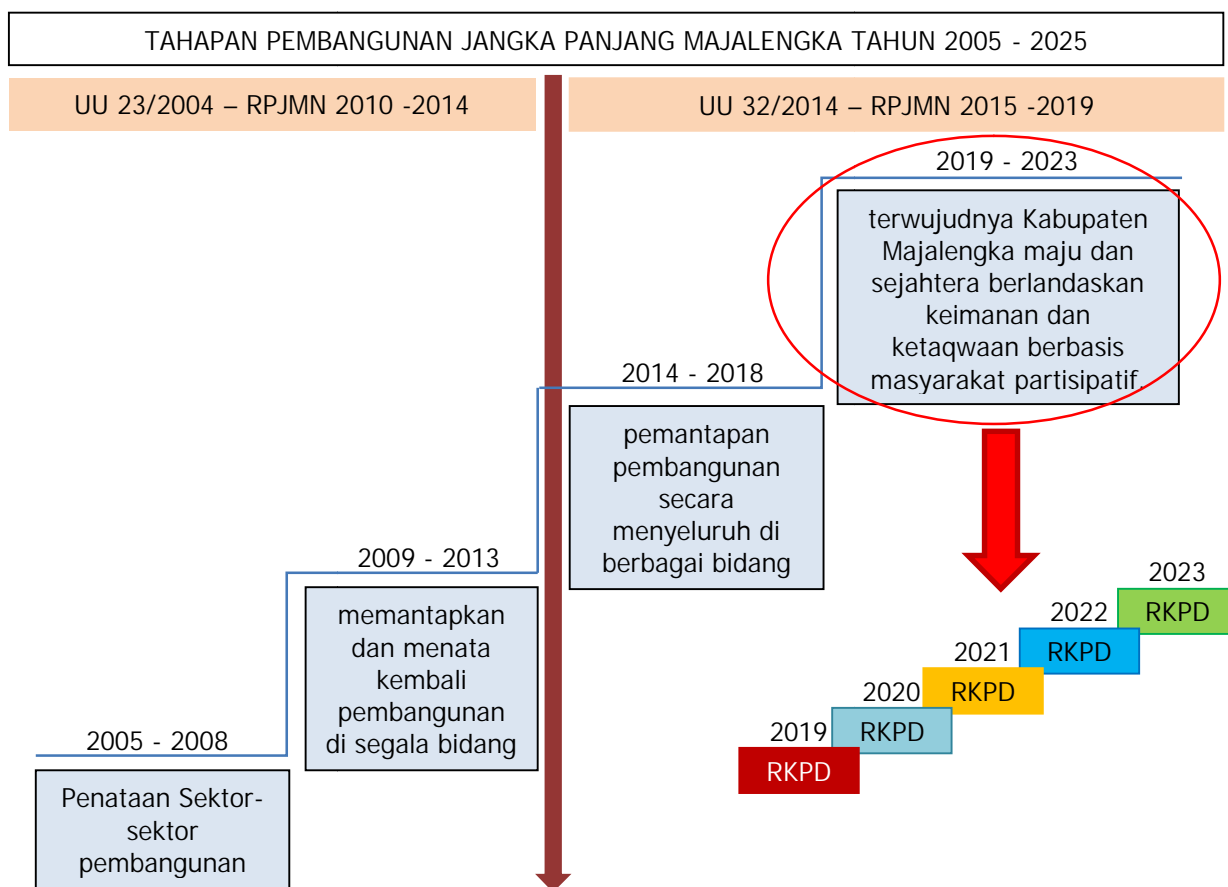 TAHAPAN PEMBANGUNAN JANGKA PANJANG MAJALENGKA TAHUN 2005 - 2025
UU 23/2004 – RPJMN 2010 -2014
UU 32/2014 – RPJMN 2015 -2019
2005 - 2008
Penataan Sektor-
sektor
pembangunan
2009 - 2013
memantapkan
dan menata
kembali
pembangunan
di segala bidang
2014 - 2018
pemantapan
pembangunan
secara
menyeluruh di
berbagai bidang
2019 - 2023
terwujudnya Kabupaten
Majalengka maju dan
sejahtera berlandaskan
keimanan dan
ketaqwaan berbasis
masyarakat partisipatif.
2019
RKPD
2020
RKPD
2021
RKPD
2022
RKPD
2023
RKPD